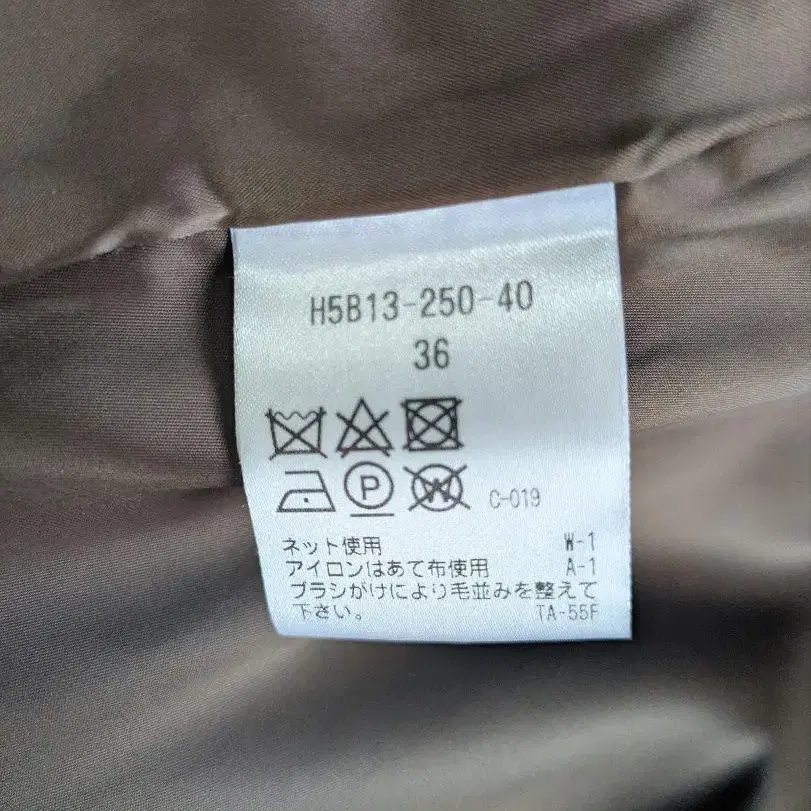 H5B13-250-40
36
P W C-019
ネット使用 W-1
アイロンはあて布使用 A-1
ブラシがけにより毛並みを整えて
下さい。 TA-55F